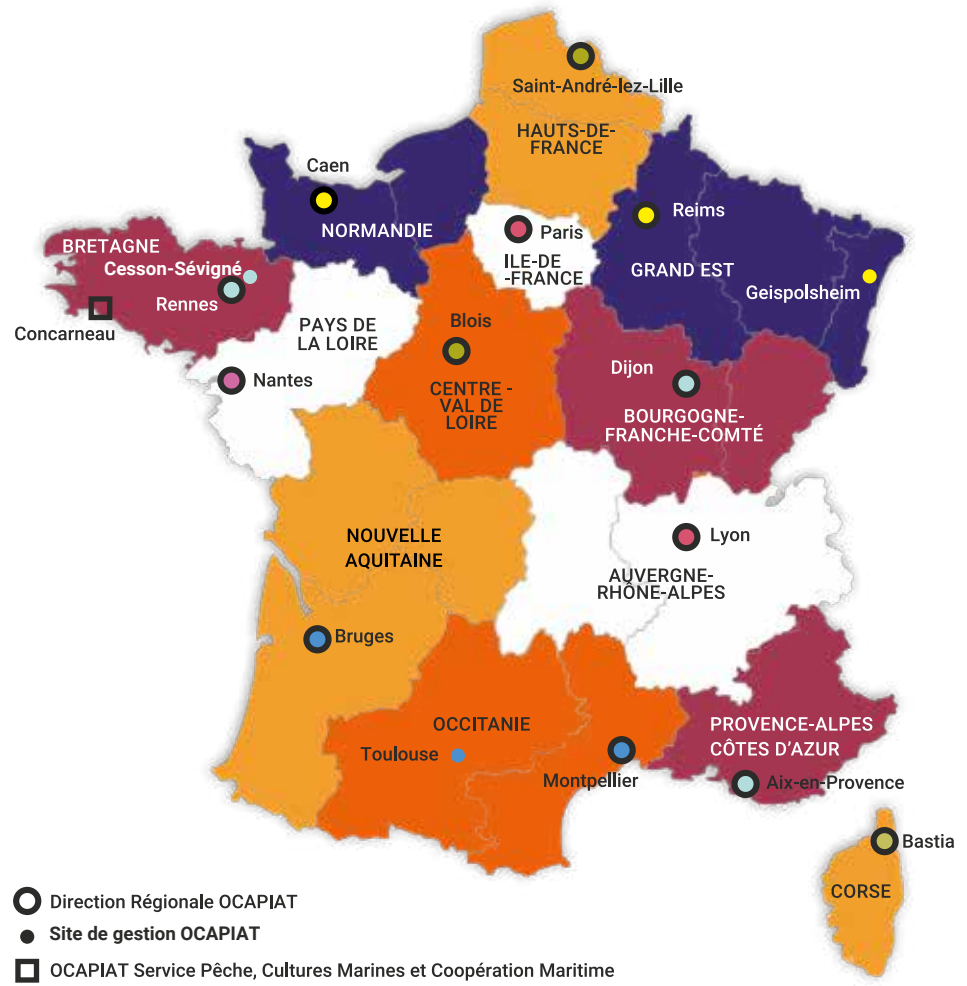 Saint-André-lez-Lille
HAUTS-DE-
FRANCE
Caen
NORMANDIE
Reims
Paris
ILE-DE
-FRANCE
GRAND EST
Geispolsheim
BRETAGNE
Cesson-Sévigné
Rennes
Concarneau
PAYS DE
LA LOIRE
Nantes
Blois
CENTRE -
VAL DE
LOIRE
Dijon
BOURGOGNE-
FRANCHE-COMTÉ
NOUVELLE
AQUITAINE
Lyon
AUVERGNE-
RHÔNE-ALPES
Bruges
OCCITANIE
Toulouse
Montpellier
PROVENCE-ALPES
CÔTES D'AZUR
Aix-en-Provence
Bastia
CORSE
Direction Régionale OCAPIAT
Site de gestion OCAPIAT
OCAPIAT Service Pêche, Cultures Marines et Coopération Maritime